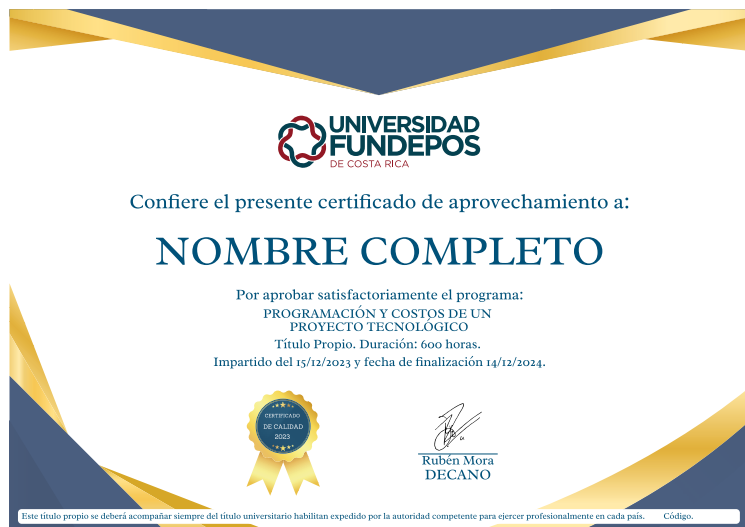 UNIVERSIDAD
FUNDEPOS
DE COSTA RICA
Confiere el presente certificado de aprovechamiento a:
NOMBRE COMPLETO
Por aprobar satisfactoriamente el programa:
PROGRAMACIÓN Y COSTOS DE UN
PROYECTO TECNOLÓGICO
Título Propio. Duración: 600 horas.
Impartido del 15/12/2023 y fecha de finalización 14/12/2024.
CERTIFICADO
DE CALIDAD
2023
Rubén Mora
DECANO
Este título propio se deberá acompañar siempre del título universitario habilitan expedido por la autoridad competente para ejercer profesionalmente en cada país. Código.